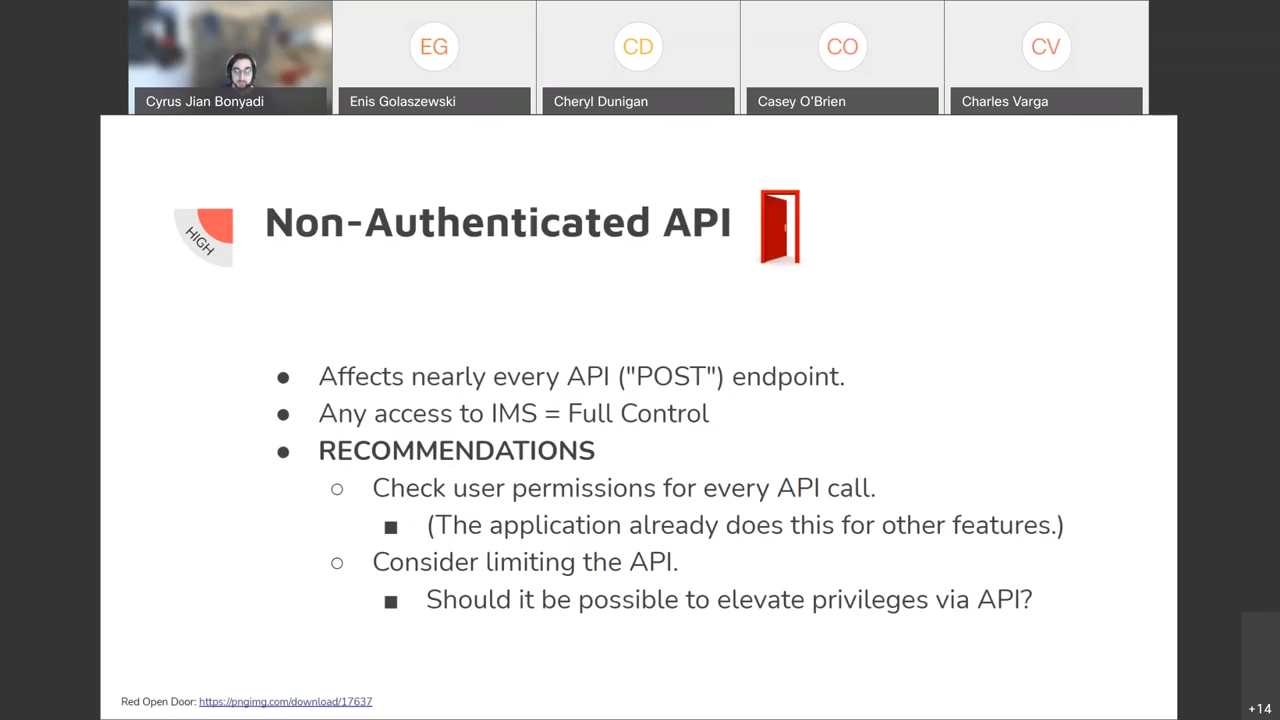 EG
CD
CO
CV
Cyrus Jian Bonyadi
Enis Golaszewski
Cheryl Dunigan
Casey O'Brien
Charles Varga
HIGH
Non-Authenticated API
● Affects nearly every API ("POST") endpoint.
● Any access to IMS = Full Control
● RECOMMENDATIONS
○ Check user permissions for every API call.
■ (The application already does this for other features.)
○ Consider limiting the API.
■ Should it be possible to elevate privileges via API?
Red Open Door: https://pngimg.com/download/17637
+14